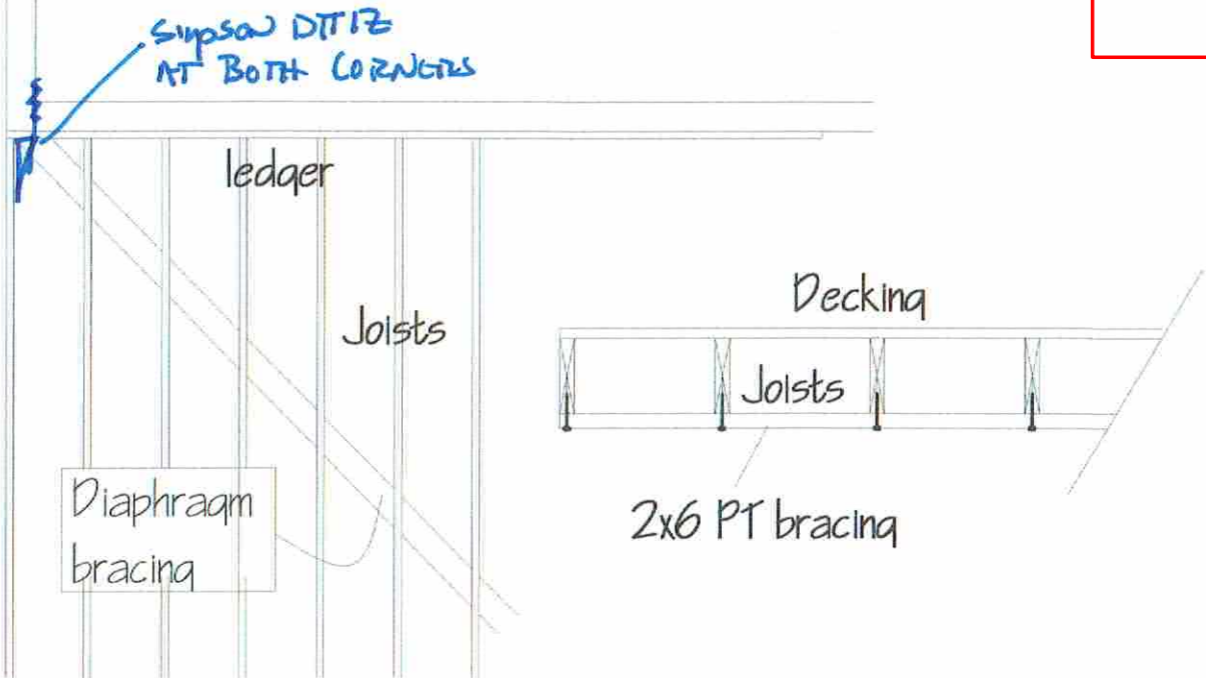 Simpson DTT1Z
AT BOTH CORNERS
ledger
Joists
Decking
Joists
Diaphragm
bracing
2x6 PT bracing